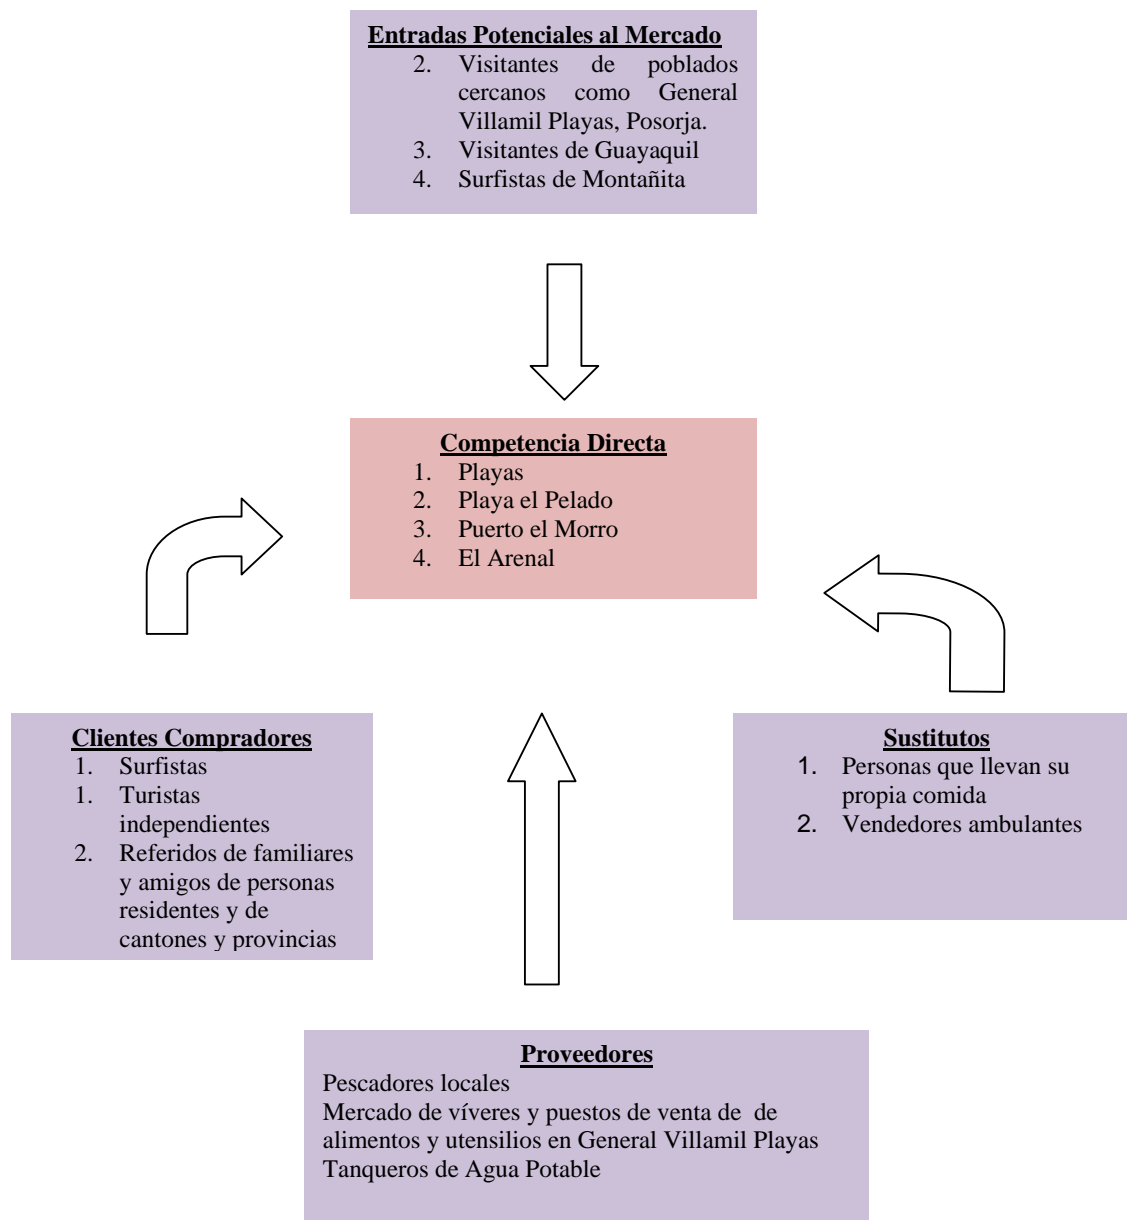 Entradas Potenciales al Mercado
2. Visitantes de poblados
cercanos como General
Villamil Playas, Posorja.
3. Visitantes de Guayaquil
4. Surfistas de Montañita
Competencia Directa
1. Playas
2. Playa el Pelado
3. Puerto el Morro
4. El Arenal
Clientes Compradores
1. Surfistas
1. Turistas
independientes
2. Referidos de familiares
y amigos de personas
residentes y de
cantones y provincias
Sustitutos
1. Personas que llevan su
propia comida
2. Vendedores ambulantes
Proveedores
Pescadores locales
Mercado de víveres y puestos de venta de  de
alimentos y utensilios en General Villamil Playas
Tanqueros de Agua Potable